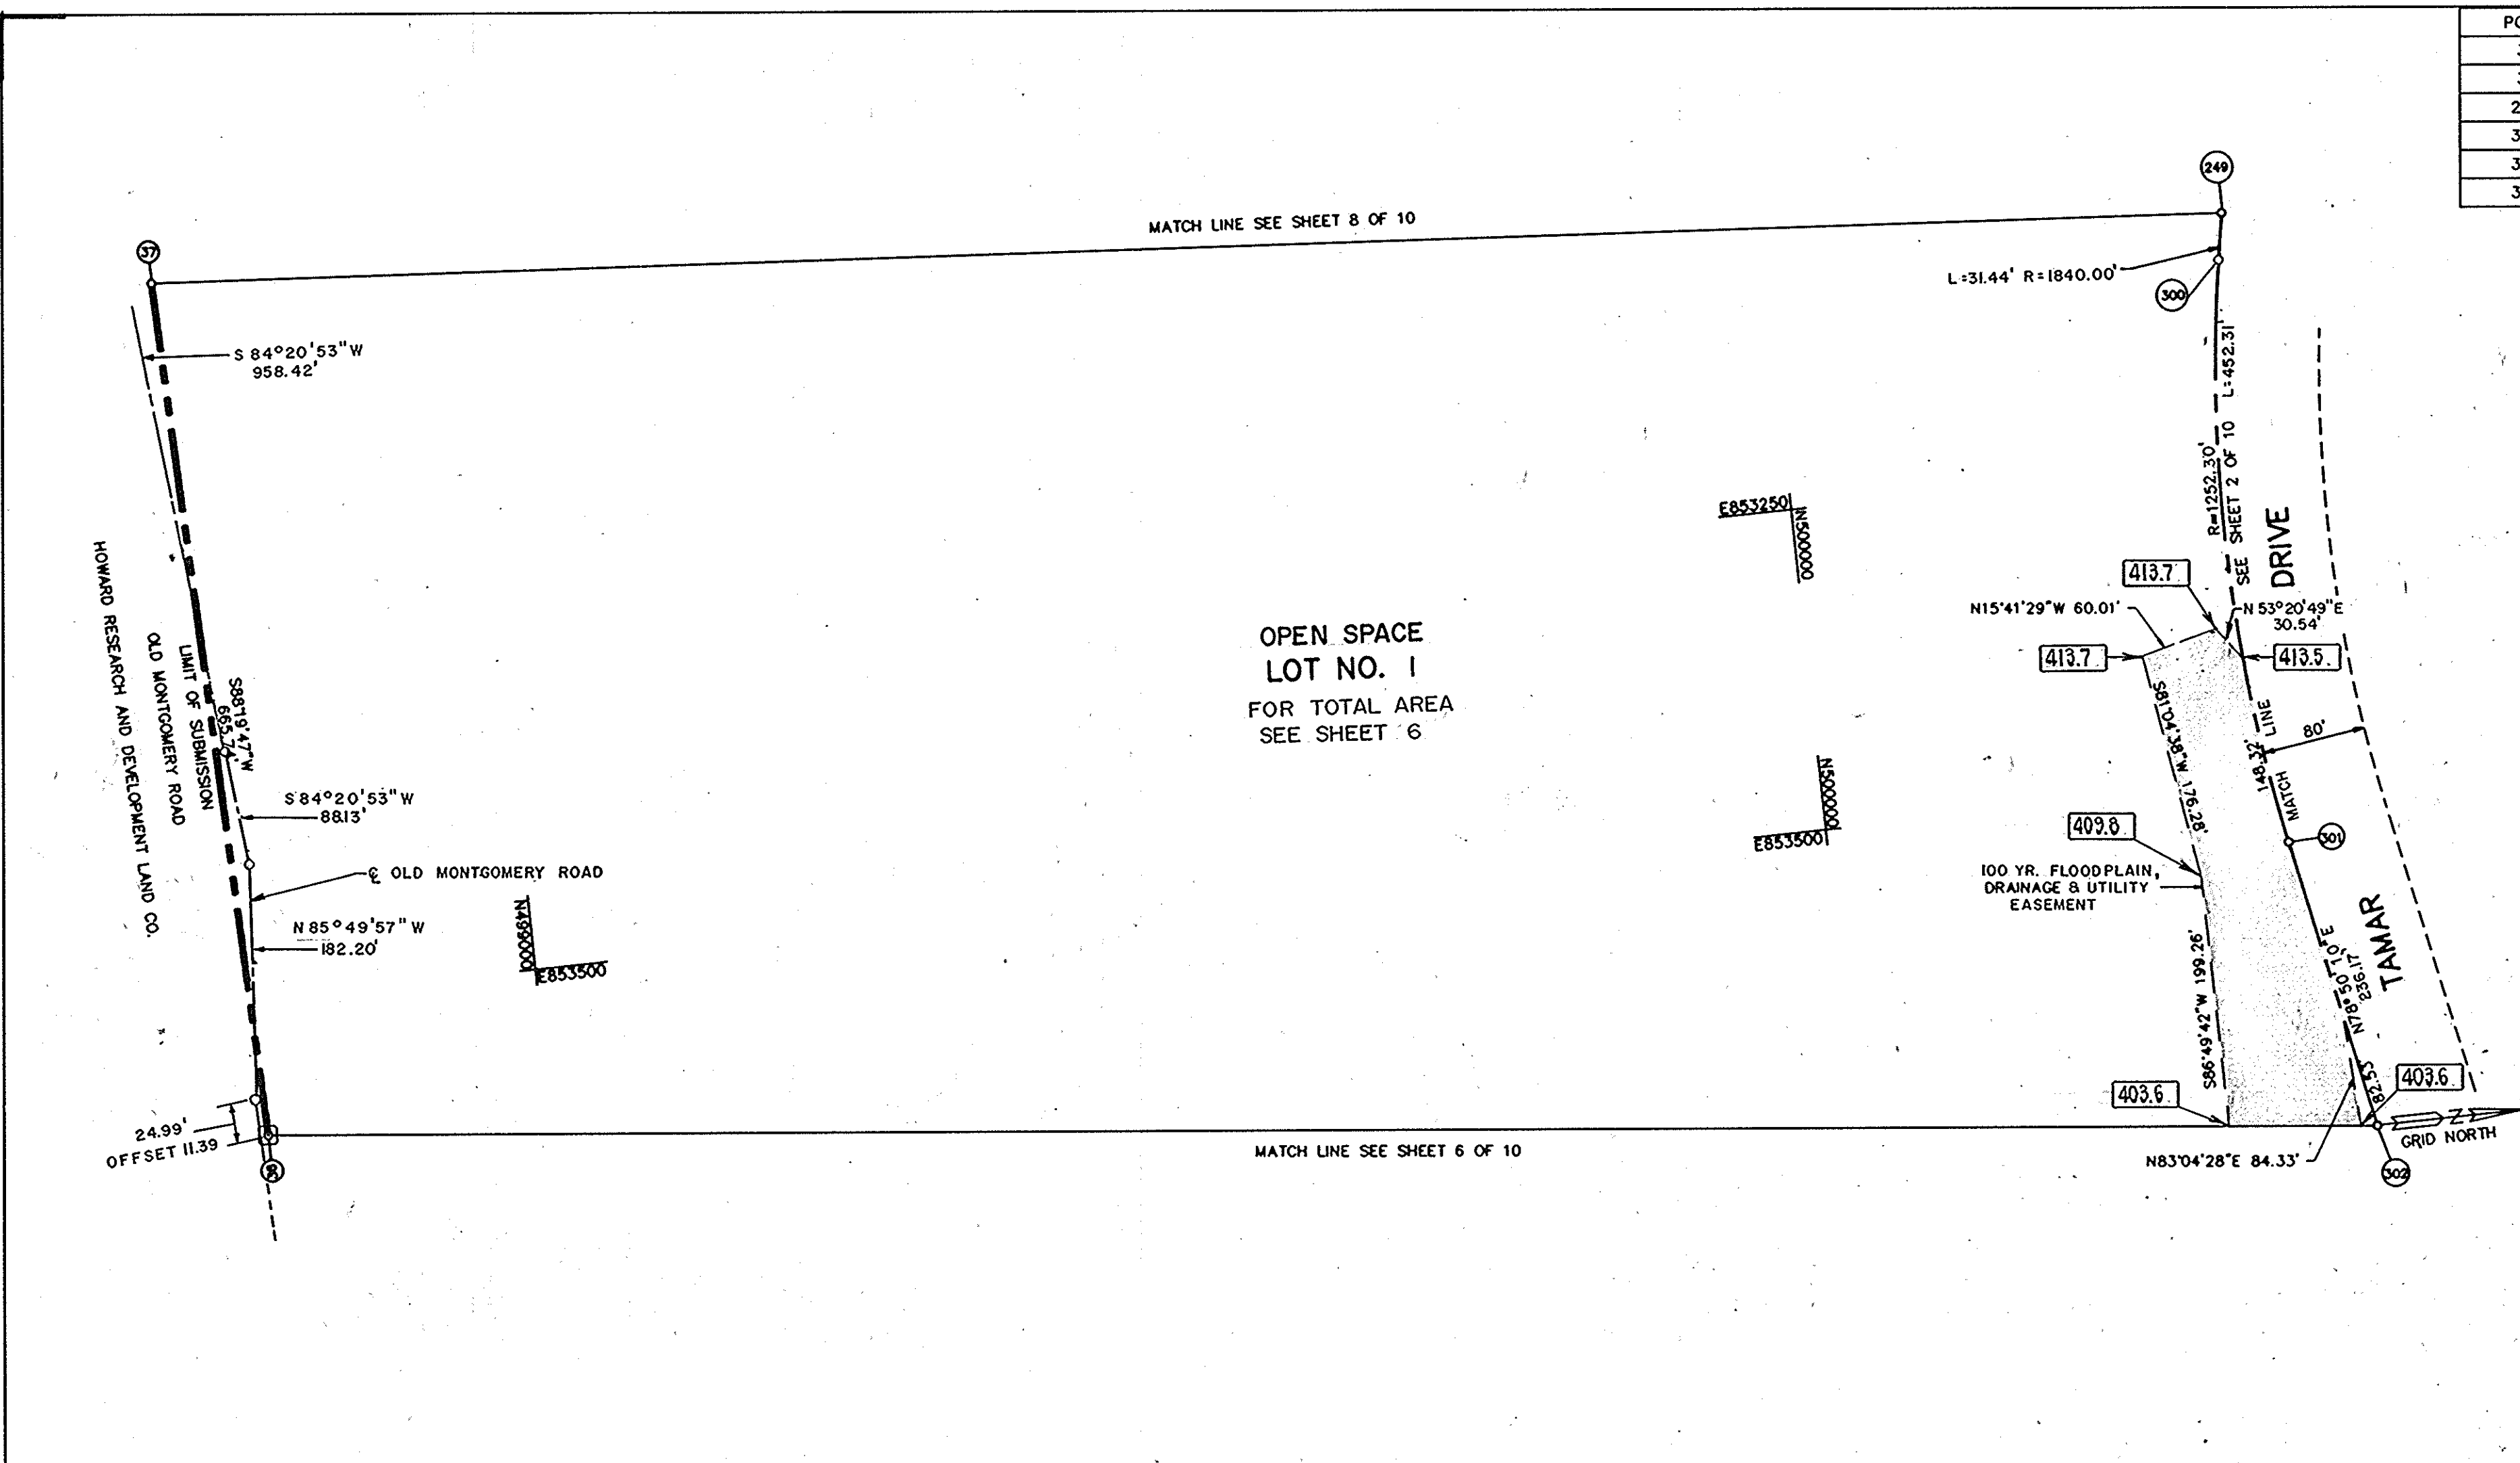 PO
3
3
2
3
3
3
249
MATCH LINE SEE SHEET 8 OF 10
37
L=31.44' R=1840.00'
300
S 84°20'53" W
958.42'
R=1252.30' L=452.31'
SEE SHEET 2 OF 10
DRIVE
E853250
N500000
413.7
N15°41'29"W 60.01'
N 53°20'49"E
30.54'
413.7
413.5
OPEN SPACE
LOT NO. 1
FOR TOTAL AREA
SEE SHEET 6
HOWARD RESEARCH AND DEVELOPMENT LAND CO.
OLD MONTGOMERY ROAD
LIMIT OF SUBMISSION
S88°19'47"W
665.74'
S81°04'38"W 176.28'
148.32'
MATCH LINE
80'
S 84°20'53" W
88.13'
N500000
E853500
409.8
301
℄ OLD MONTGOMERY ROAD
100 YR. FLOODPLAIN,
DRAINAGE & UTILITY
EASEMENT
N 85°49'57" W
182.20'
N499000
E853500
TAMAR
N78°50'10"E
236.17'
S86°49'42"W 199.26'
82.53'
403.6
403.6
24.99'
OFFSET 11.39
MATCH LINE SEE SHEET 6 OF 10
N
GRID NORTH
N83°04'28"E 84.33'
302